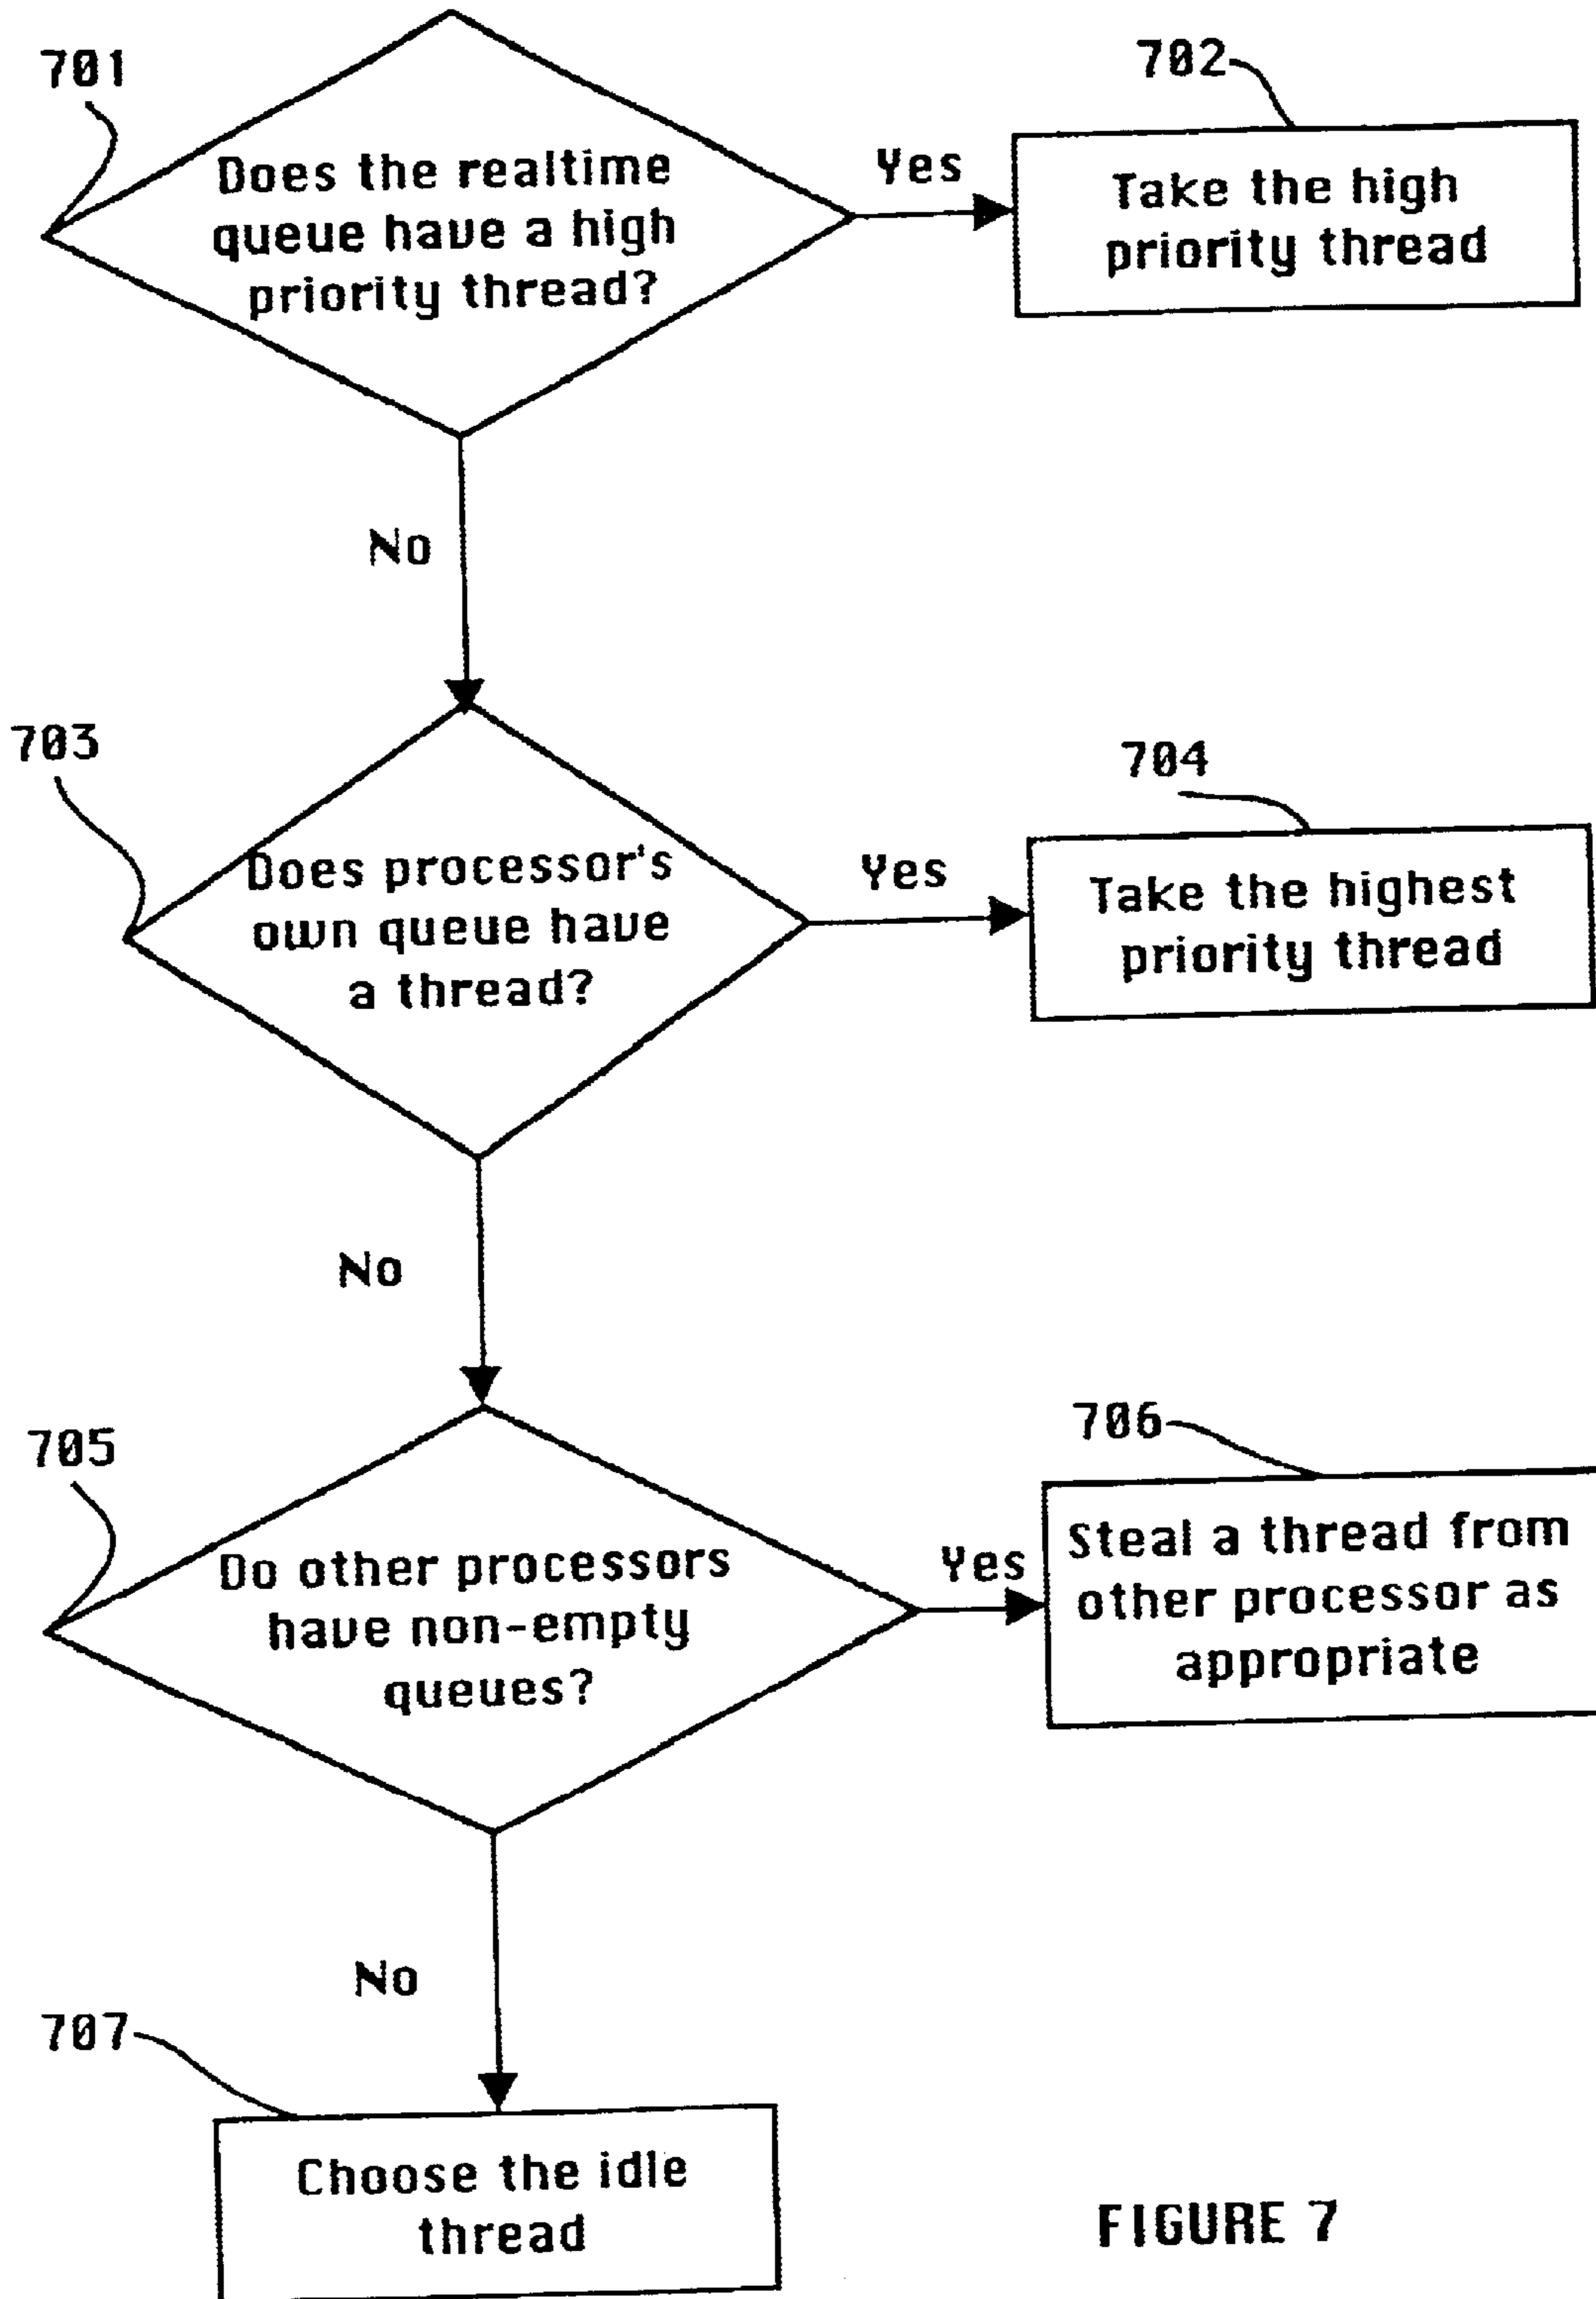 701
Does the realtime
queue have a high
priority thread?
Yes
702
Take the high
priority thread
No
703
Does processor's
own queue have
a thread?
Yes
704
Take the highest
priority thread
No
705
Do other processors
have non-empty
queues?
Yes
706
Steal a thread from
other processor as
appropriate
No
707
Choose the idle
thread
FIGURE 7